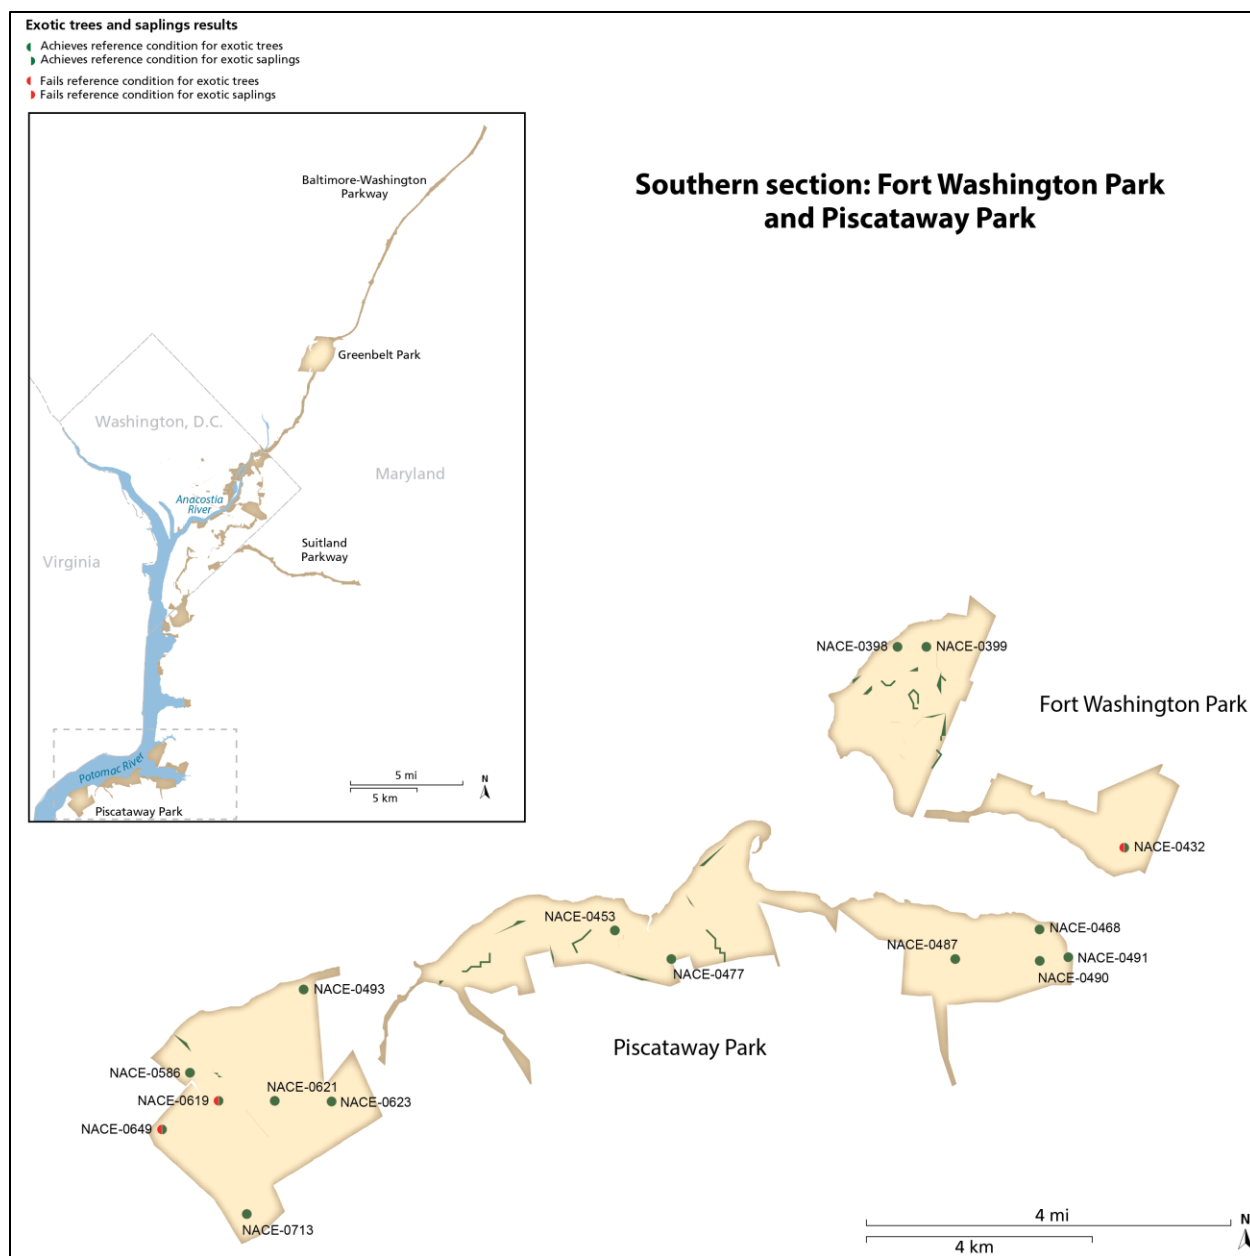 Exotic trees and saplings results
Achieves reference condition for exotic trees
Achieves reference condition for exotic saplings
Fails reference condition for exotic trees
Fails reference condition for exotic saplings
Southern section: Fort Washington Park
and Piscataway Park
Baltimore-Washington
Parkway
Greenbelt Park
Washington, D.C.
Maryland
Anacostia
River
Virginia
Suitland
Parkway
Potomac River
Piscataway Park
5 mi
5 km
N
NACE-0398
NACE-0399
Fort Washington Park
NACE-0432
NACE-0453
NACE-0468
NACE-0487
NACE-0491
NACE-0477
NACE-0490
NACE-0493
Piscataway Park
NACE-0586
NACE-0621
NACE-0619
NACE-0623
NACE-0649
NACE-0713
4 mi
4 km
N